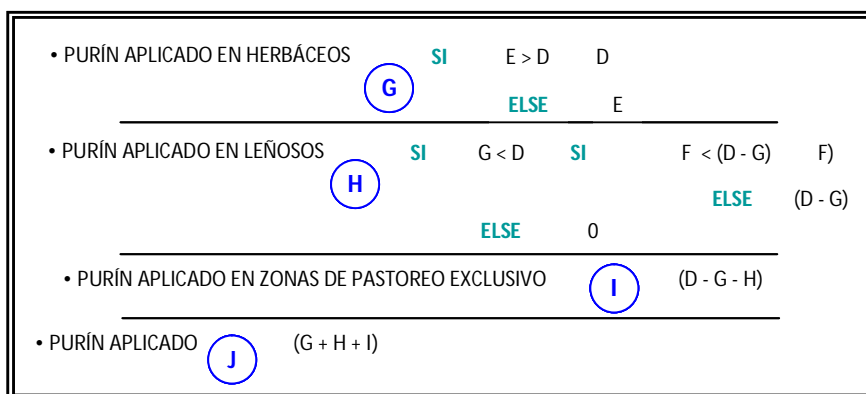 • PURÍN APLICADO EN HERBÁCEOS SI E > D D
G
ELSE E
• PURÍN APLICADO EN LEÑOSOS SI G < D SI F < (D - G) F)
H
ELSE (D - G)
ELSE 0
• PURÍN APLICADO EN ZONAS DE PASTOREO EXCLUSIVO I (D - G - H)
• PURÍN APLICADO J (G + H + I)